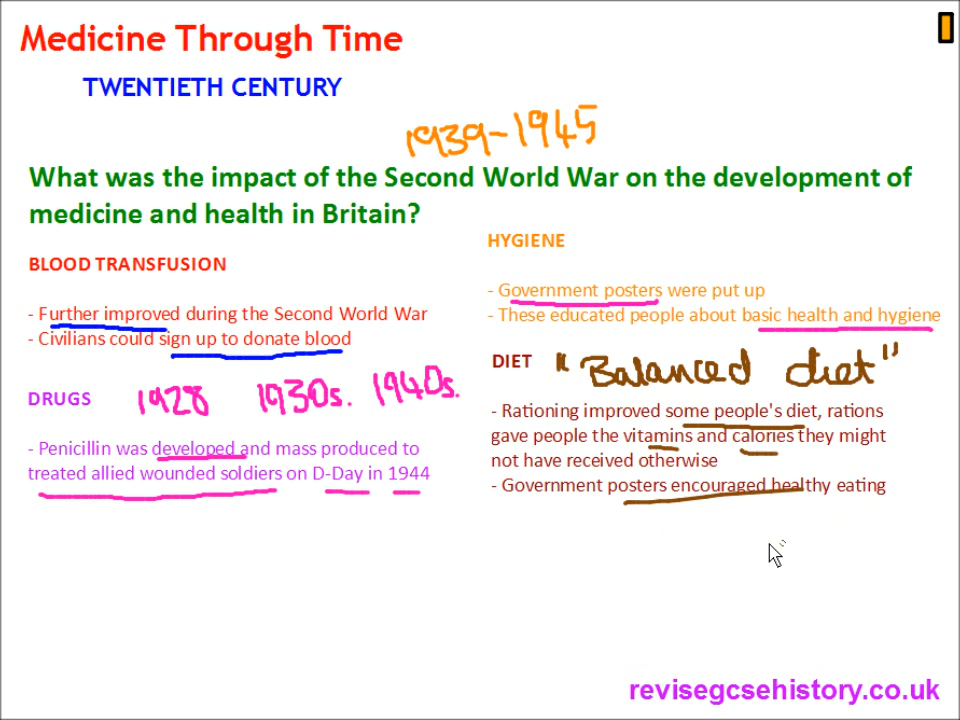 Medicine Through Time
TWENTIETH CENTURY
1939-1945
What was the impact of the Second World War on the development of
medicine and health in Britain?
BLOOD TRANSFUSION
- Further improved during the Second World War
- Civilians could sign up to donate blood
DRUGS 1928 1930s. 1940s.
- Penicillin was developed and mass produced to
treated allied wounded soldiers on D-Day in 1944
HYGIENE
- Government posters were put up
- These educated people about basic health and hygiene
DIET "Balanced diet"
- Rationing improved some people's diet, rations
gave people the vitamins and calories they might
not have received otherwise
- Government posters encouraged healthy eating
revisegcsehistory.co.uk